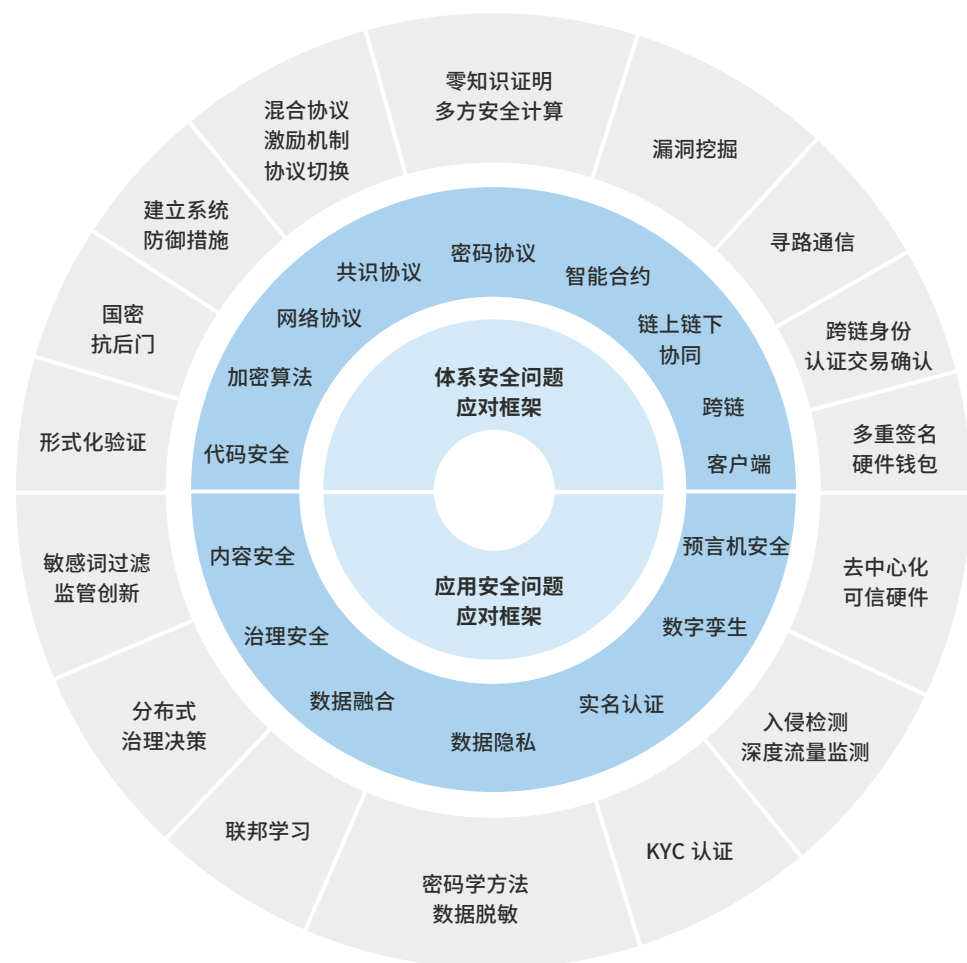 零知识证明
多方安全计算
混合协议
激励机制
协议切换
漏洞挖掘
建立系统
防御措施
寻路通信
国密
抗后门
跨链身份
认证交易确认
形式化验证
多重签名
硬件钱包
密码协议
共识协议
智能合约
网络协议
链上链下
协同
加密算法
跨链
代码安全
客户端
体系安全问题
应对框架
应用安全问题
应对框架
内容安全
预言机安全
治理安全
数字孪生
数据融合
实名认证
数据隐私
敏感词过滤
监管创新
去中心化
可信硬件
分布式
治理决策
入侵检测
深度流量监测
联邦学习
KYC 认证
密码学方法
数据脱敏